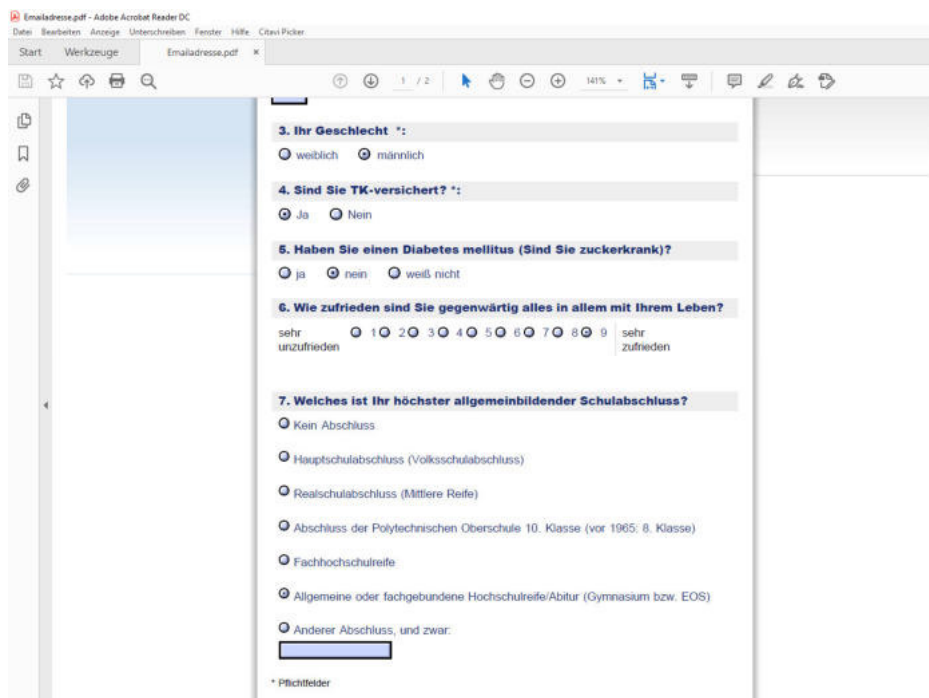 Emailadresse.pdf - Adobe Acrobat Reader DC
Datei Bearbeiten Anzeige Unterschreiben Fenster Hilfe Citavi Picker
Start Werkzeuge Emailadresse.pdf ×
1 / 2 141%
3. Ihr Geschlecht *:
weiblich männlich
4. Sind Sie TK-versichert? *:
Ja Nein
5. Haben Sie einen Diabetes mellitus (Sind Sie zuckerkrank)?
ja nein weiß nicht
6. Wie zufrieden sind Sie gegenwärtig alles in allem mit Ihrem Leben?
sehr 1 2 3 4 5 6 7 8 9 sehr
unzufrieden zufrieden
7. Welches ist Ihr höchster allgemeinbildender Schulabschluss?
Kein Abschluss
Hauptschulabschluss (Volksschulabschluss)
Realschulabschluss (Mittlere Reife)
Abschluss der Polytechnischen Oberschule 10. Klasse (vor 1965: 8. Klasse)
Fachhochschulreife
Allgemeine oder fachgebundene Hochschulreife/Abitur (Gymnasium bzw. EOS)
Anderer Abschluss, und zwar:
* Pflichtfelder